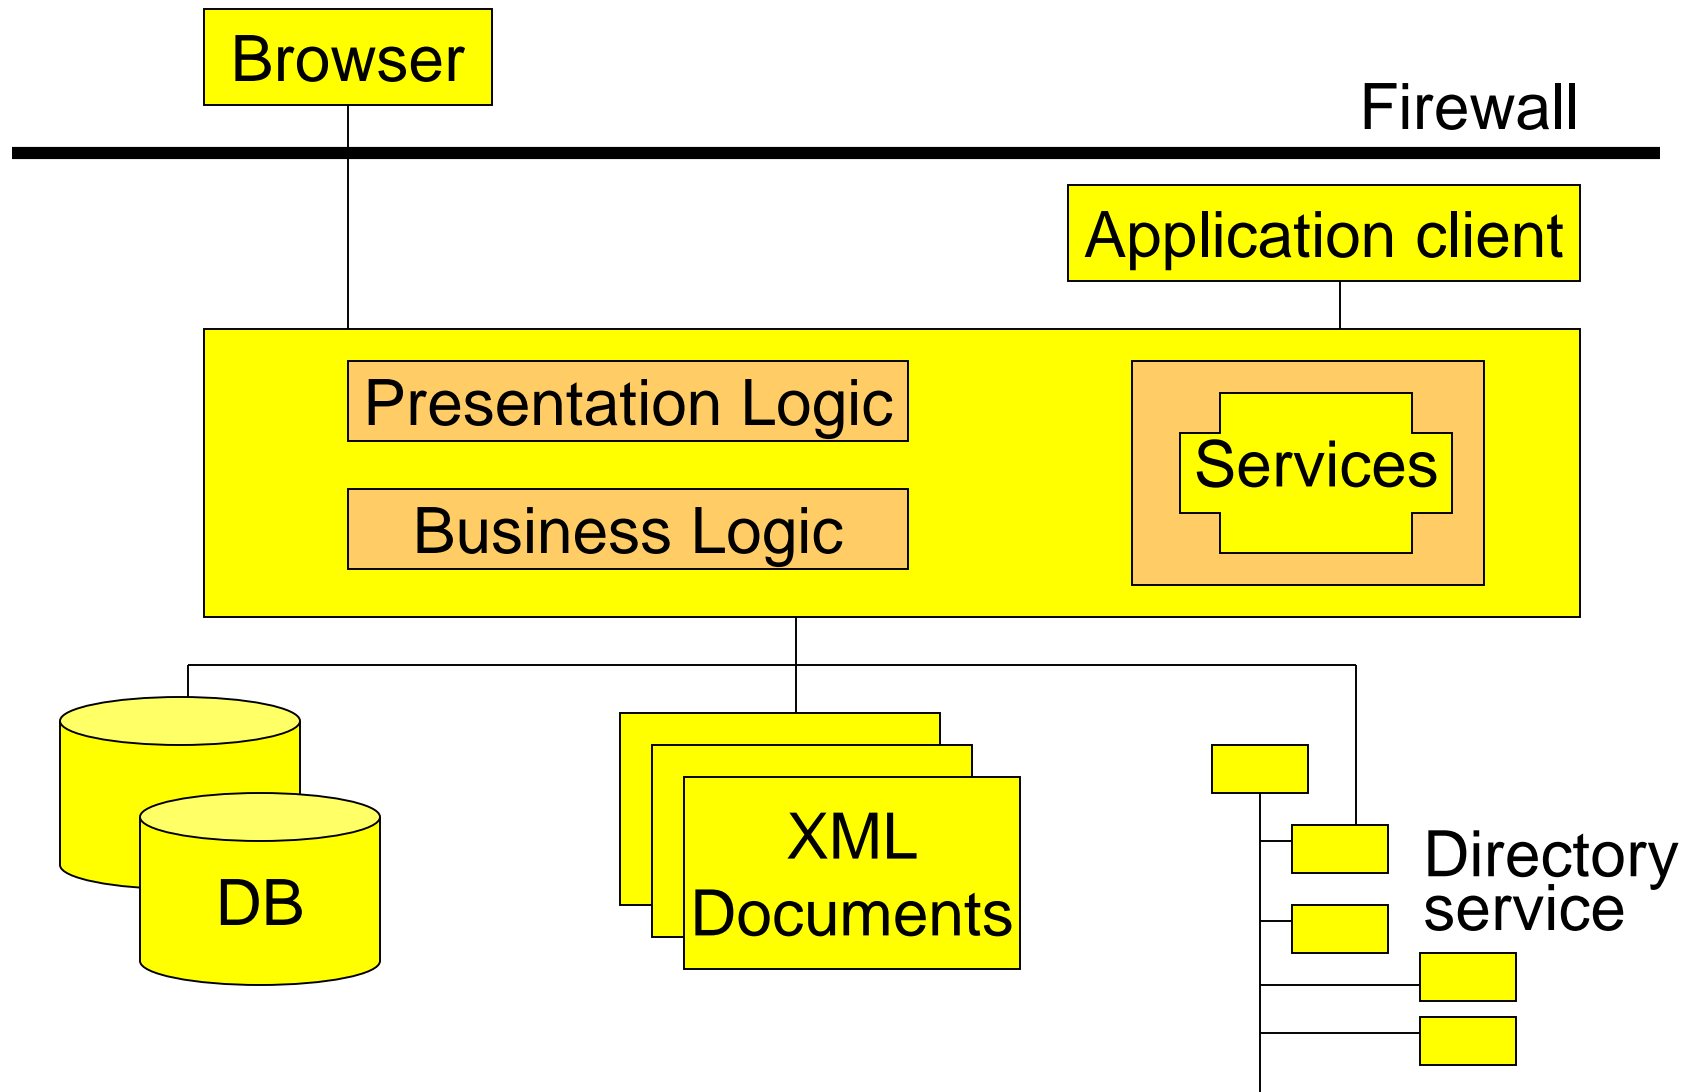 Browser
Firewall
Application client
Presentation Logic
Services
Business Logic
DB
XML
Documents
Directory
service